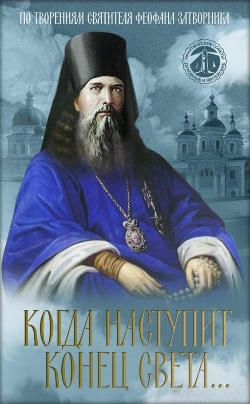 ПО ТВОРЕНИЯМ СВЯТИТЕЛЯ ФЕОФАНА ЗАТВОРНИКА
КОГДА НАСТУПИТ
КОНЕЦ СВЕТА...